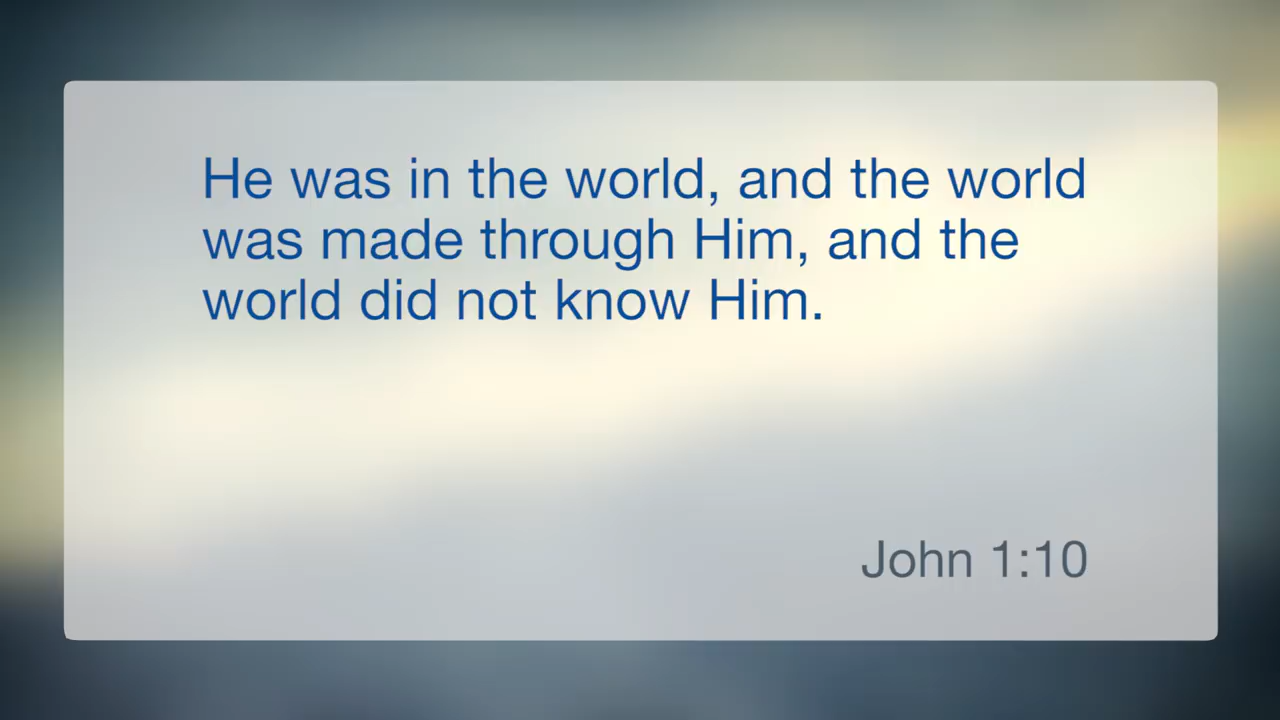 He was in the world, and the world
was made through Him, and the
world did not know Him.
John 1:10